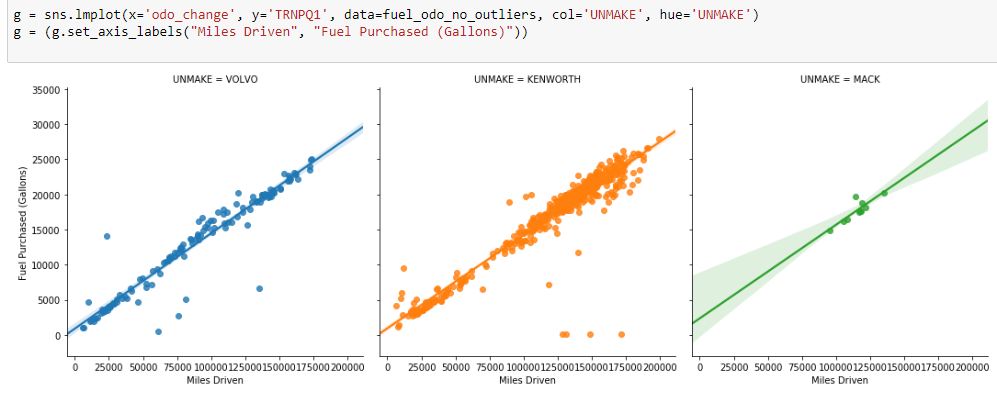 g = sns.lmplot(x='odo_change', y='TRNPQ1', data=fuel_odo_no_outliers, col='UNMAKE', hue='UNMAKE')
g = (g.set_axis_labels("Miles Driven", "Fuel Purchased (Gallons)"))
UNMAKE = VOLVO
UNMAKE = KENWORTH
UNMAKE = MACK
35000
30000
25000
20000
15000
10000
5000
0
Fuel Purchased (Gallons)
0 25000 50000 75000 100000 125000 150000 175000 200000
0 25000 50000 75000 100000 125000 150000 175000 200000
0 25000 50000 75000 100000 125000 150000 175000 200000
Miles Driven
Miles Driven
Miles Driven